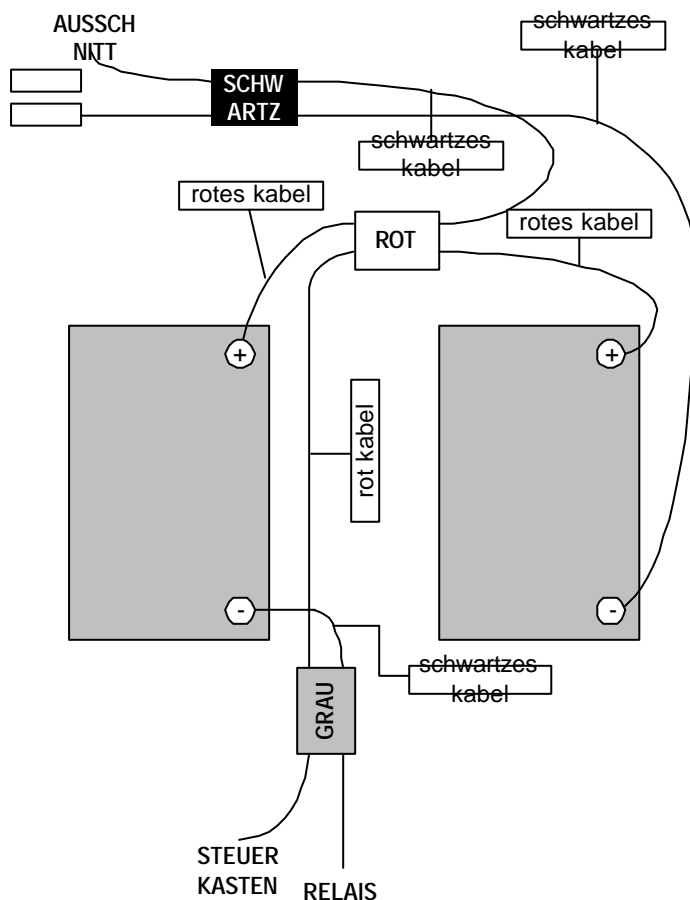 AUSSCH
NITT
schwartzes
kabel
SCHW
ARTZ
schwartzes
kabel
rotes kabel
rotes kabel
ROT
+
+
rot kabel
-
-
schwartzes
kabel
GRAU
STEUER
KASTEN
RELAIS